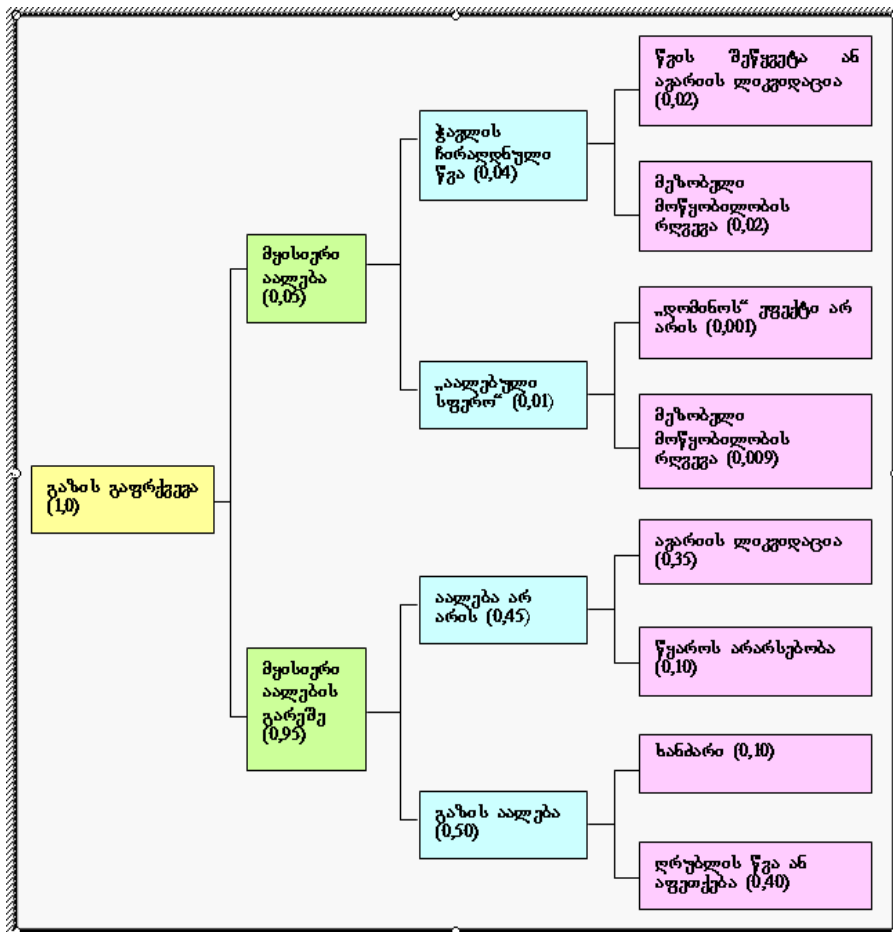 წვის შეწყვეტა ან
ავარიის ლიკვიდაცია
(0,02)
ჭავლის
ჩირაღდნული
წვა (0,04)
მეზობელი
მოწყობილობის
რღვევა (0,02)
მყისიერი
აალება
(0,05)
„დომინოს“ ეფექტი არ
არის (0,001)
„აალებული
სფერო“ (0,01)
მეზობელი
მოწყობილობის
რღვევა (0,009)
გაზის გაფრქვევა
(1,0)
ავარიის ლიკვიდაცია
(0,35)
აალება არ
არის (0,45)
წყაროს არარსებობა
(0,10)
მყისიერი
აალების
გარეშე
(0,95)
ხანძარი (0,10)
გაზის აალება
(0,50)
ღრუბლის წვა ან
აფეთქება (0,40)